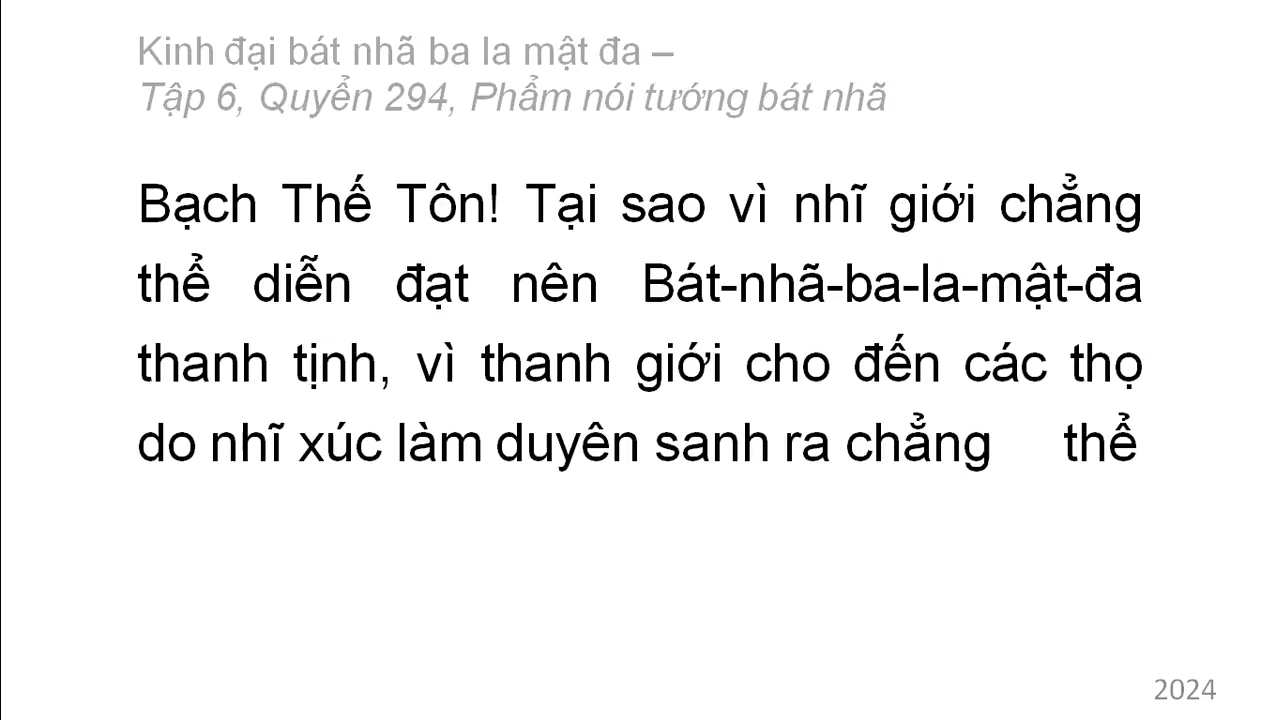 Kinh đại bát nhã ba la mật đa –
Tập 6, Quyển 294, Phẩm nói tướng bát nhã
Bạch Thế Tôn! Tại sao vì nhĩ giới chẳng
thể diễn đạt nên Bát-nhã-ba-la-mật-đa
thanh tịnh, vì thanh giới cho đến các thọ
do nhĩ xúc làm duyên sanh ra chẳng thể
2024